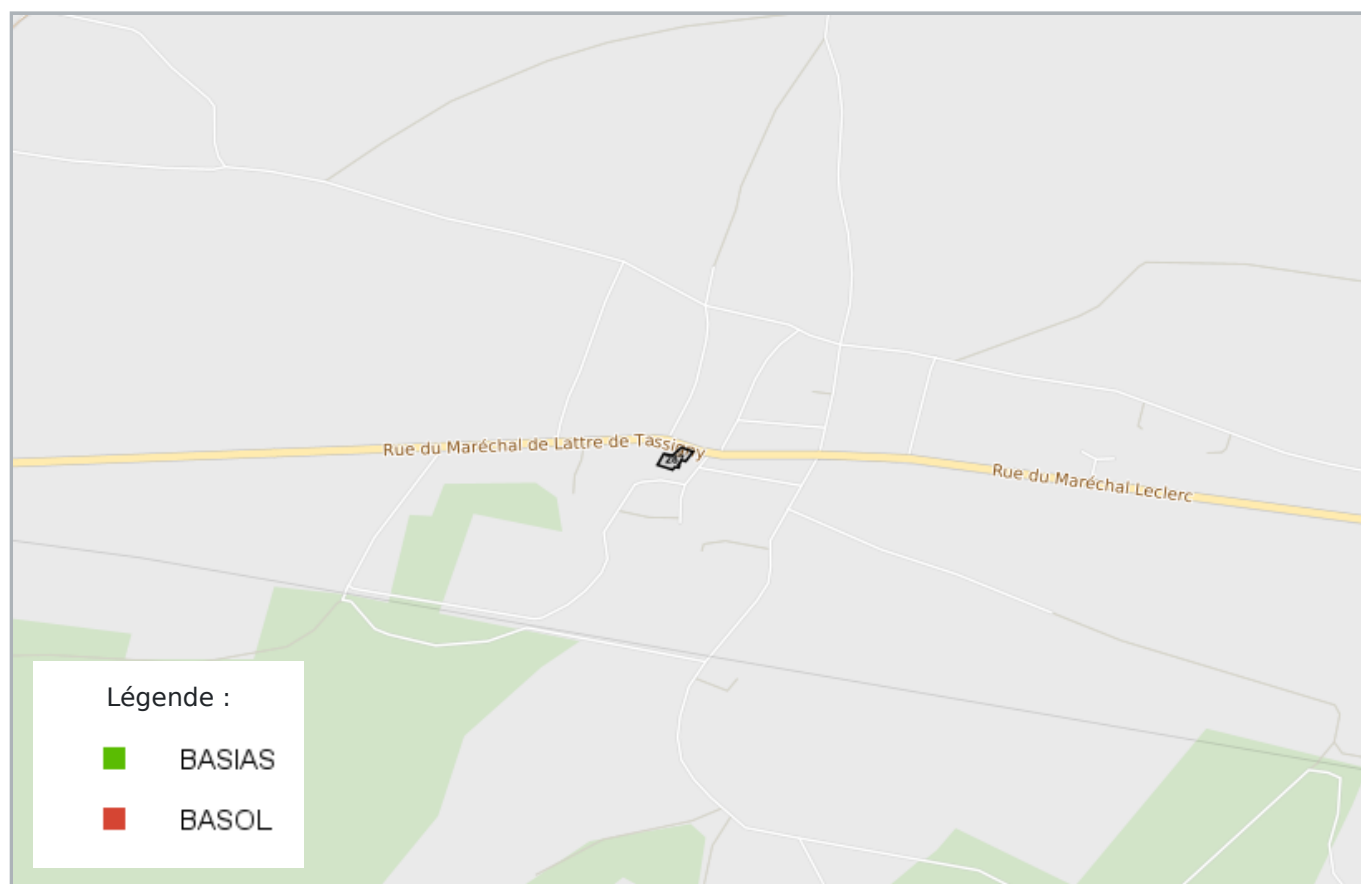 Rue du Maréchal de Lattre de Tassigny
Rue du Maréchal Leclerc
Légende :
BASIAS
BASOL